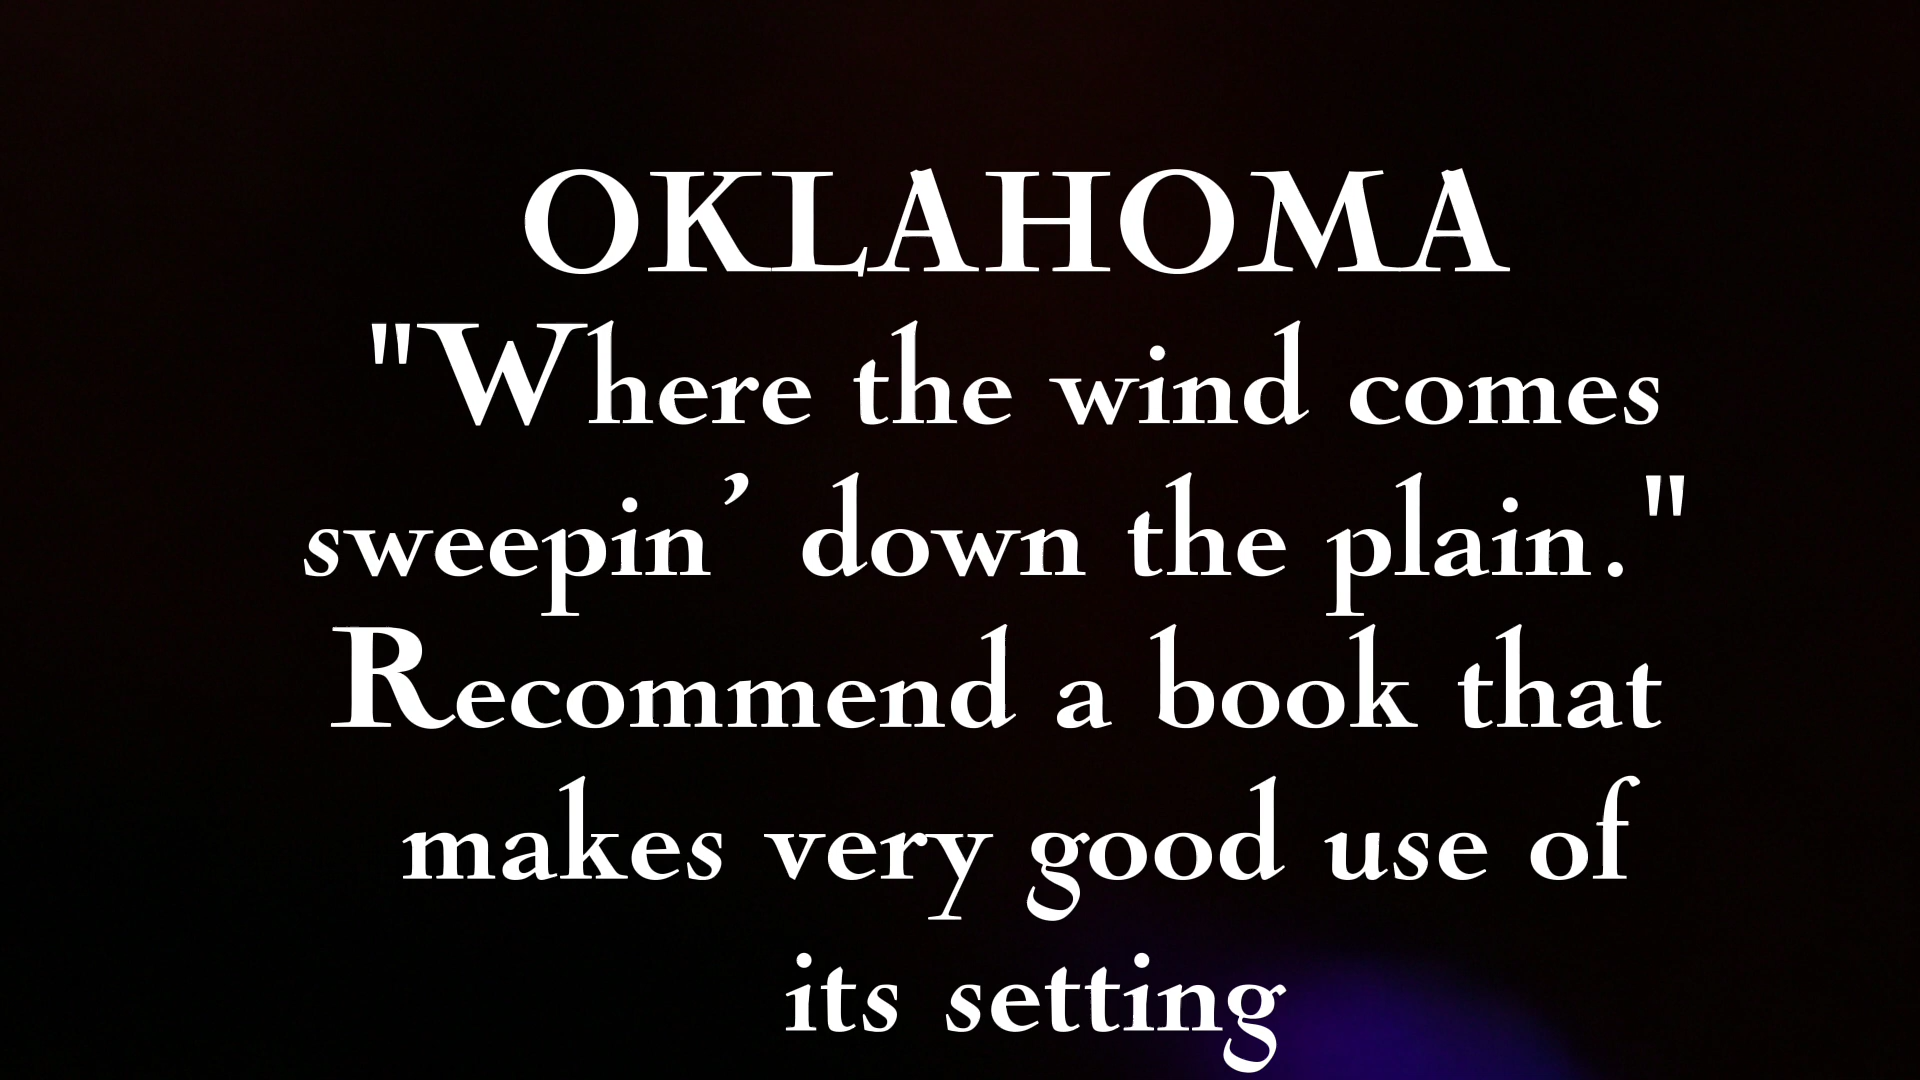 OKLAHOMA
"Where the wind comes
sweepin’ down the plain."
Recommend a book that
makes very good use of
its setting